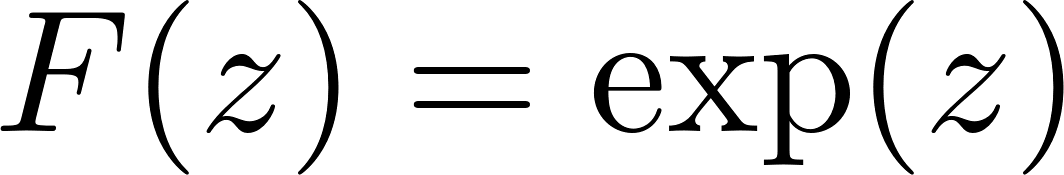 F(z) = exp(z)